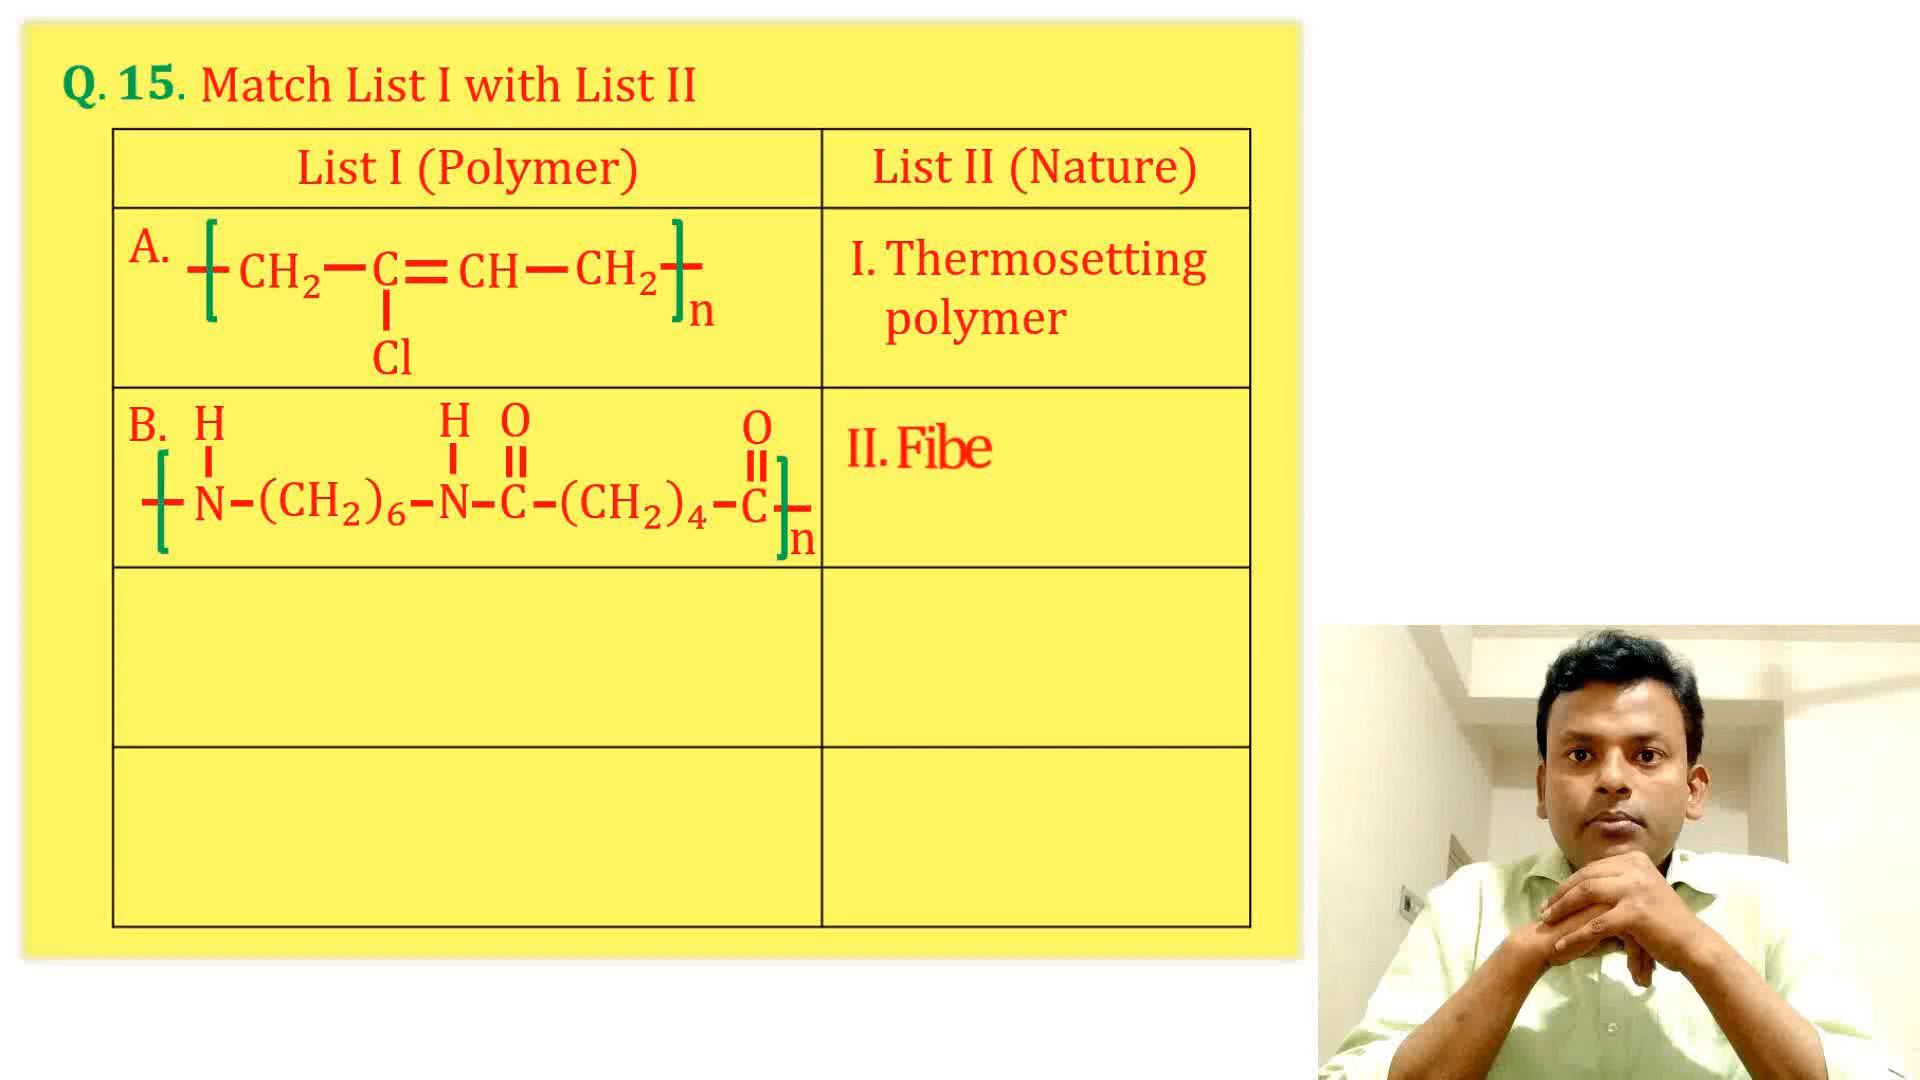 Q. 15. Match List I with List II
List I (Polymer)
List II (Nature)
A. [CH₂—C=CH—CH₂]n
Cl
I. Thermosetting
polymer
B. H H O O
[N-(CH₂)₆-N-C-(CH₂)₄-C]n
II. Fibe